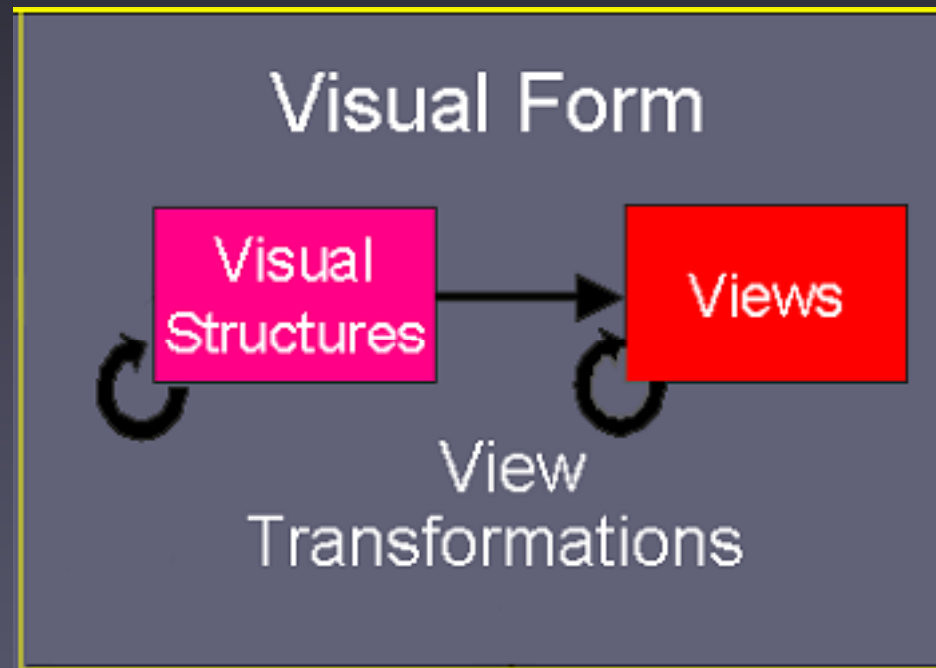 Visual Form
Visual
Structures
Views
View
Transformations